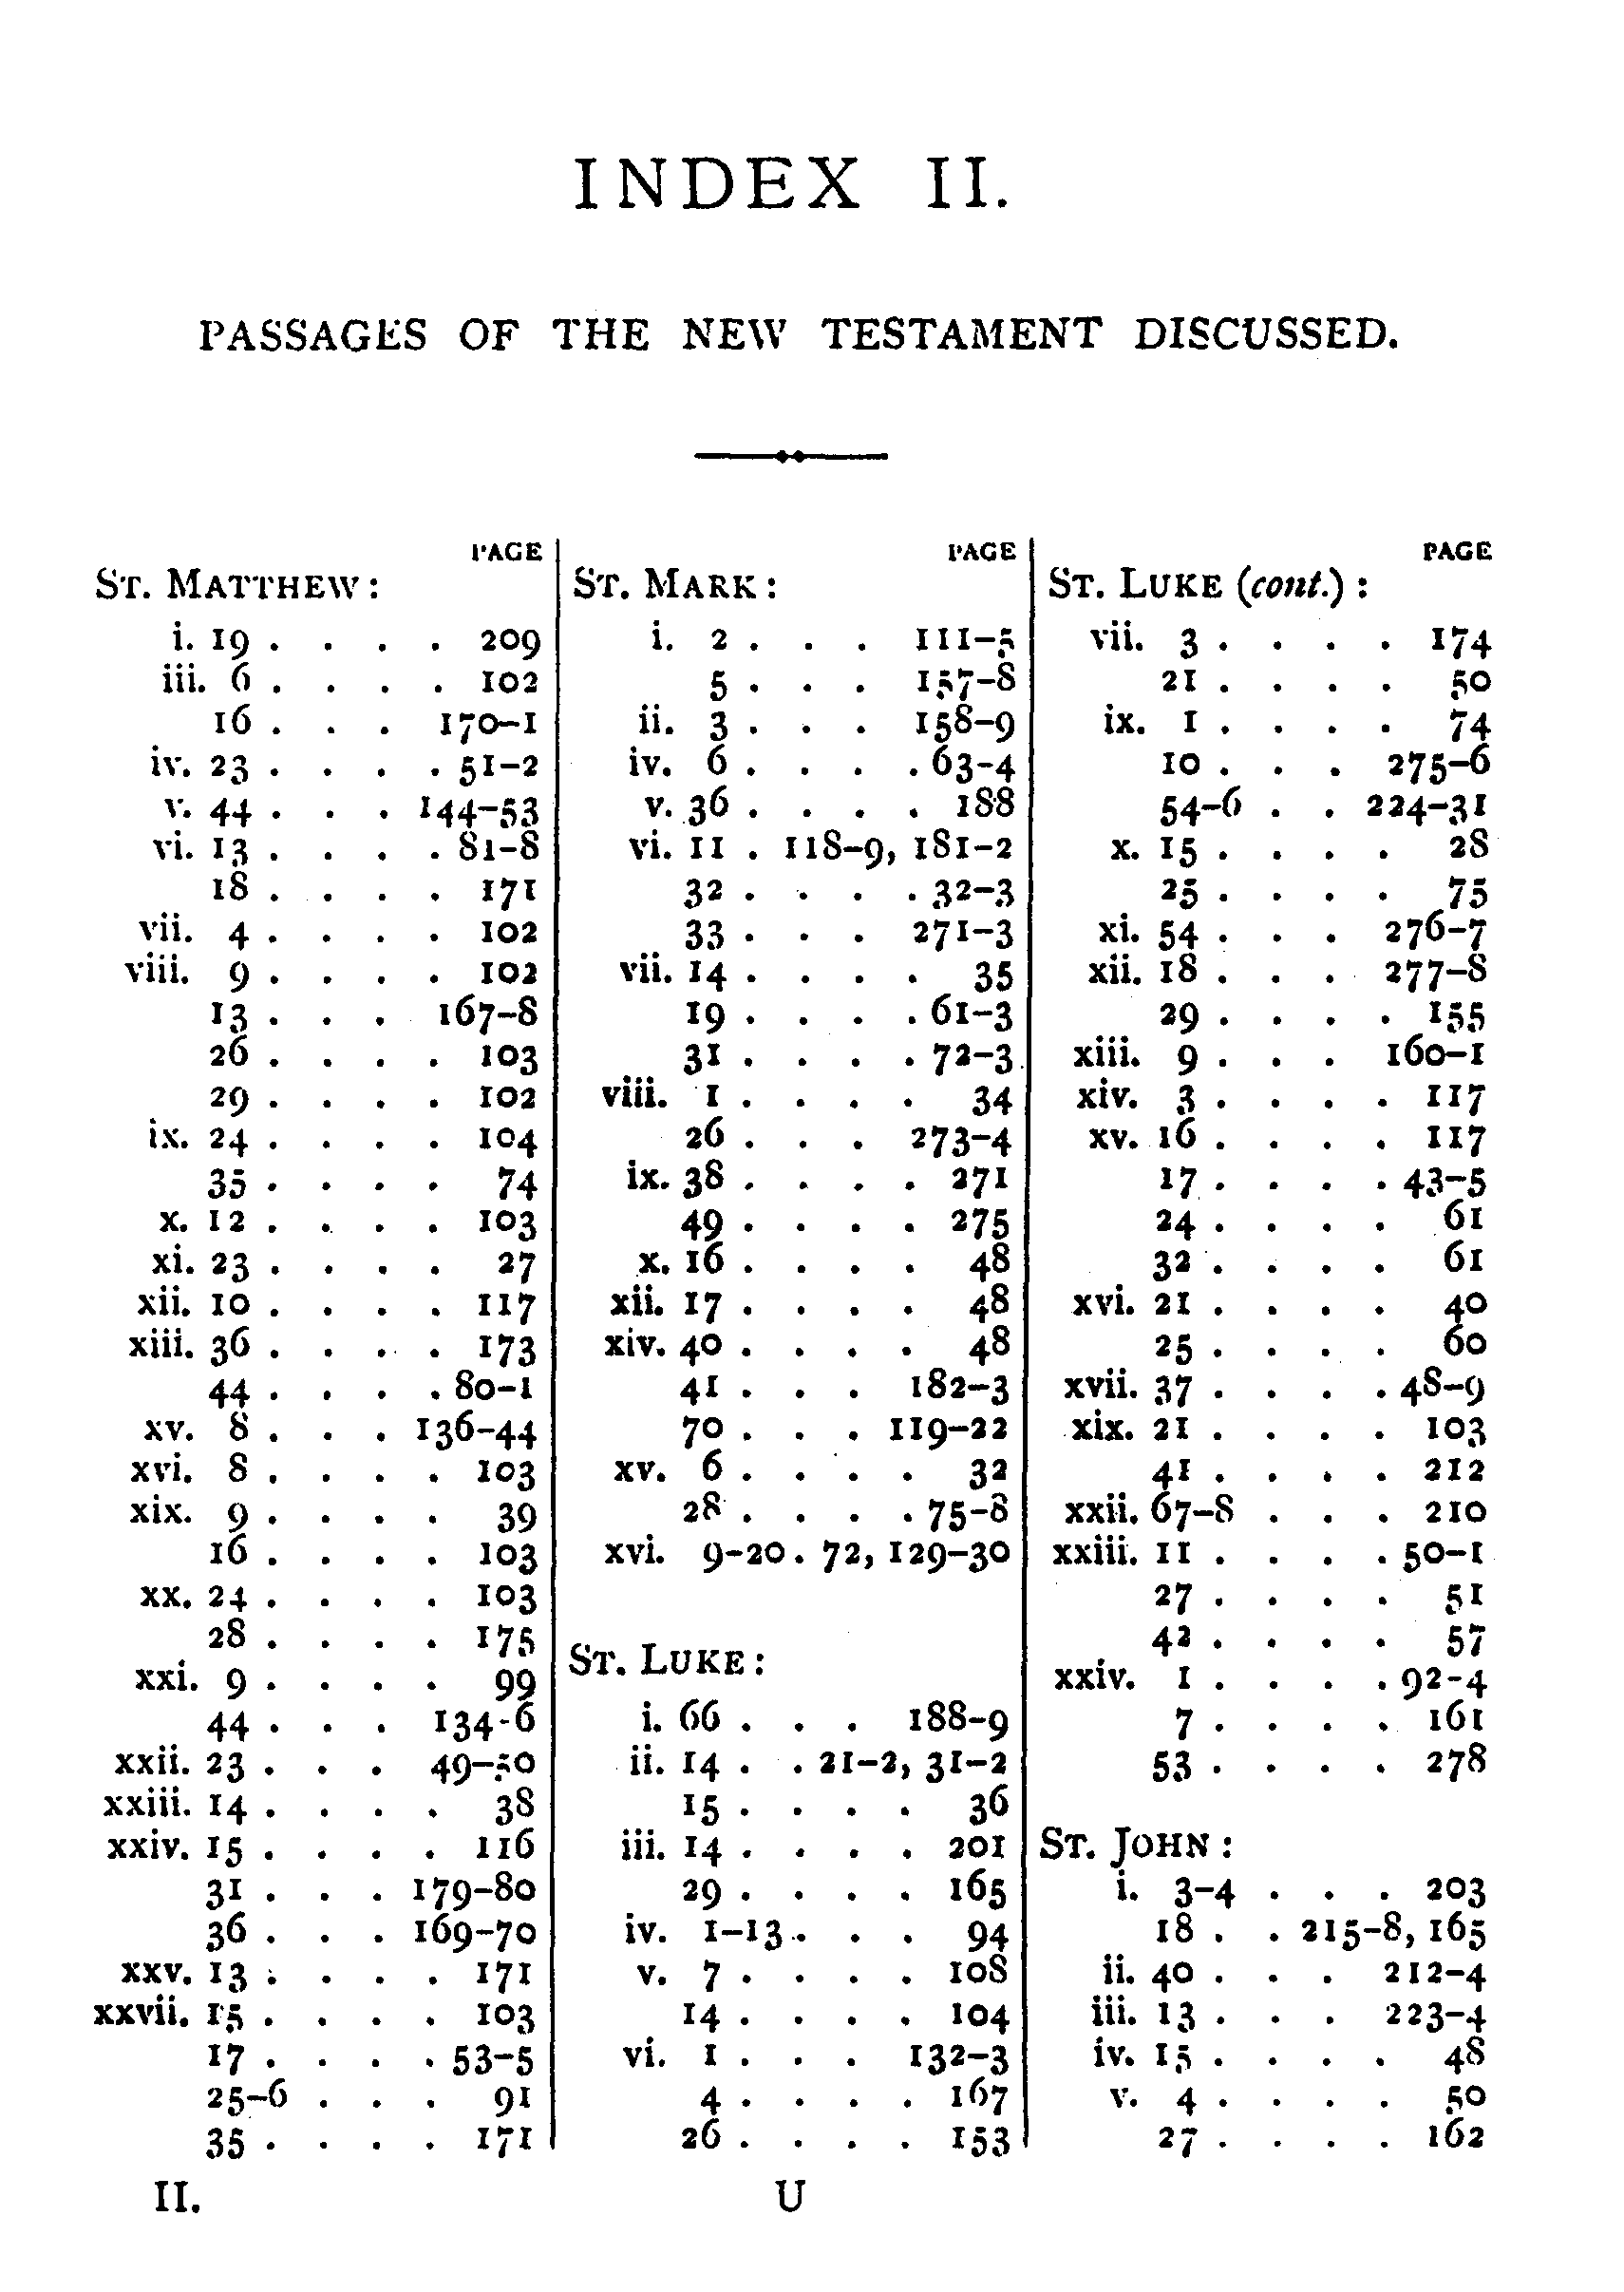 INDEX II.
PASSAGES OF THE NEW TESTAMENT DISCUSSED.
PAGE
ST. MATTHEW:
i. 19 . . . . 209
iii. 6 . . . . 102
16 . . . 170-1
iv. 23 . . . . 51-2
v. 44 . . . 144-53
vi. 13 . . . . 81-8
18 . . . . 171
vii. 4 . . . . 102
viii. 9 . . . . 102
13 . . . 167-8
26 . . . . 103
29 . . . . 102
ix. 24 . . . . 104
35 . . . . 74
x. 12 . . . . 103
xi. 23 . . . . 27
xii. 10 . . . . 117
xiii. 36 . . . . 173
44 . . . . 80-1
xv. 8 . . . 136-44
xvi. 8 . . . . 103
xix. 9 . . . . 39
16 . . . . 103
xx. 24 . . . . 103
28 . . . . 175
xxi. 9 . . . . 99
44 . . . 134-6
xxii. 23 . . . 49-50
xxiii. 14 . . . . 38
xxiv. 15 . . . . 116
31 . . . 179-80
36 . . . 169-70
xxv. 13 . . . . 171
xxvii. 15 . . . . 103
17 . . . . 53-5
25-6 . . . 91
35 . . . . 171
PAGE
ST. MARK:
i. 2 . . . 111-5
5 . . . 157-8
ii. 3 . . . 158-9
iv. 6 . . . . 63-4
v. 36 . . . . 188
vi. 11 . 118-9, 181-2
32 . . . . 32-3
33 . . . 271-3
vii. 14 . . . . 35
19 . . . . 61-3
31 . . . . 72-3
viii. 1 . . . . 34
26 . . . 273-4
ix. 38 . . . . 271
49 . . . . 275
x. 16 . . . . 48
xii. 17 . . . . 48
xiv. 40 . . . . 48
41 . . . 182-3
70 . . . 119-22
xv. 6 . . . . 32
28 . . . . 75-8
xvi. 9-20 . 72, 129-30
ST. LUKE:
i. 66 . . . 188-9
ii. 14 . . 21-2, 31-2
15 . . . . 36
iii. 14 . . . . 201
29 . . . . 165
iv. 1-13 . . . 94
v. 7 . . . . 108
14 . . . . 104
vi. 1 . . . 132-3
4 . . . . 167
26 . . . . 153
PAGE
ST. LUKE (cont.):
vii. 3 . . . . 174
21 . . . . 50
ix. 1 . . . . 74
10 . . . 275-6
54-6 . . 224-31
x. 15 . . . . 28
25 . . . . 75
xi. 54 . . . 276-7
xii. 18 . . . 277-8
29 . . . . 155
xiii. 9 . . . 160-1
xiv. 3 . . . . 117
xv. 16 . . . . 117
17 . . . . 43-5
24 . . . . 61
32 . . . . 61
xvi. 21 . . . . 40
25 . . . . 60
xvii. 37 . . . . 48-9
xix. 21 . . . . 103
41 . . . . 212
xxii. 67-8 . . . 210
xxiii. 11 . . . . 50-1
27 . . . . 51
42 . . . . 57
xxiv. 1 . . . . 92-4
7 . . . . 161
53 . . . . 278
ST. JOHN:
i. 3-4 . . . 203
18 . . 215-8, 165
ii. 40 . . . 212-4
iii. 13 . . . 223-4
iv. 15 . . . . 48
v. 4 . . . . 50
27 . . . . 162
II. U